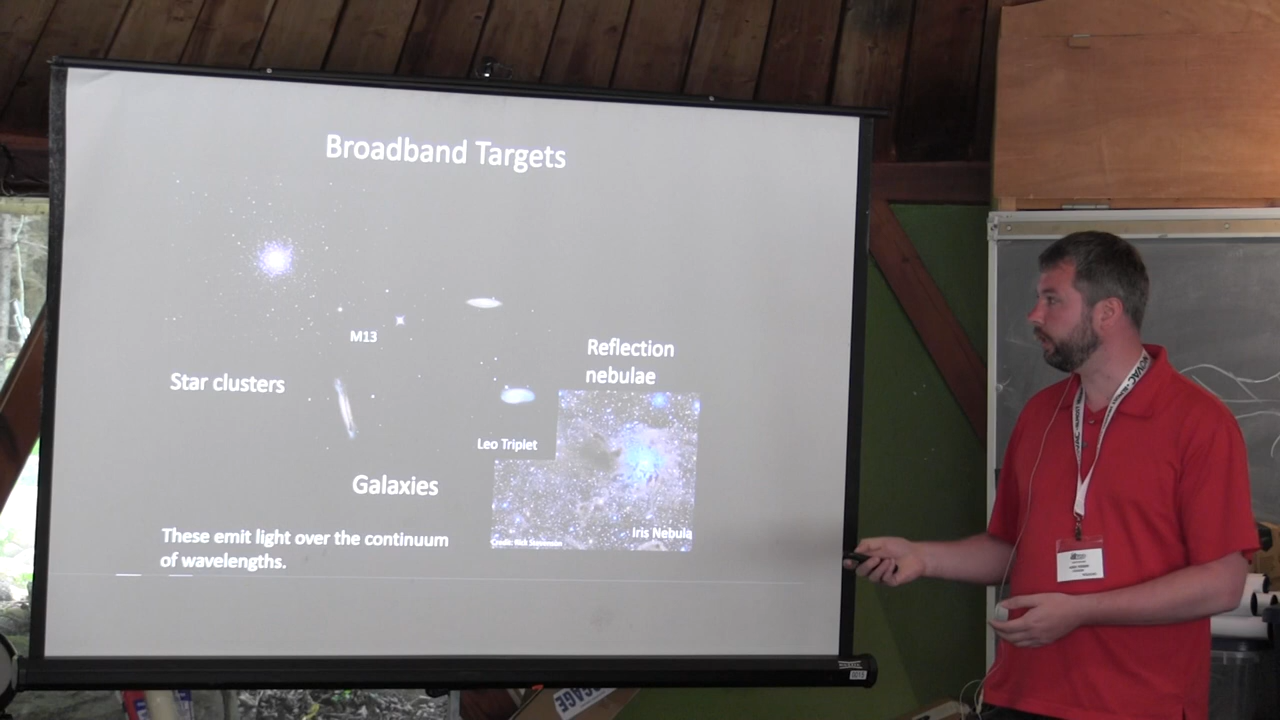 Broadband Targets
M13
Star clusters
Reflection
nebulae
Leo Triplet
Galaxies
Iris Nebula
These emit light over the continuum
of wavelengths.